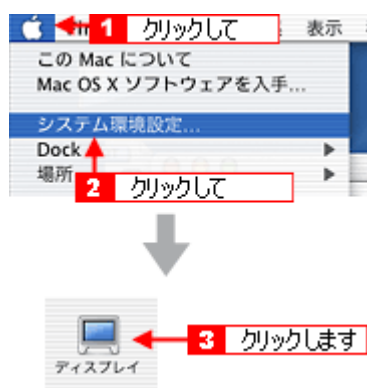 1 クリックして
表示
この Mac について
Mac OS X ソフトウェアを入手...
システム環境設定...
Dock
場所
2 クリックして
3 クリックします
ディスプレイ